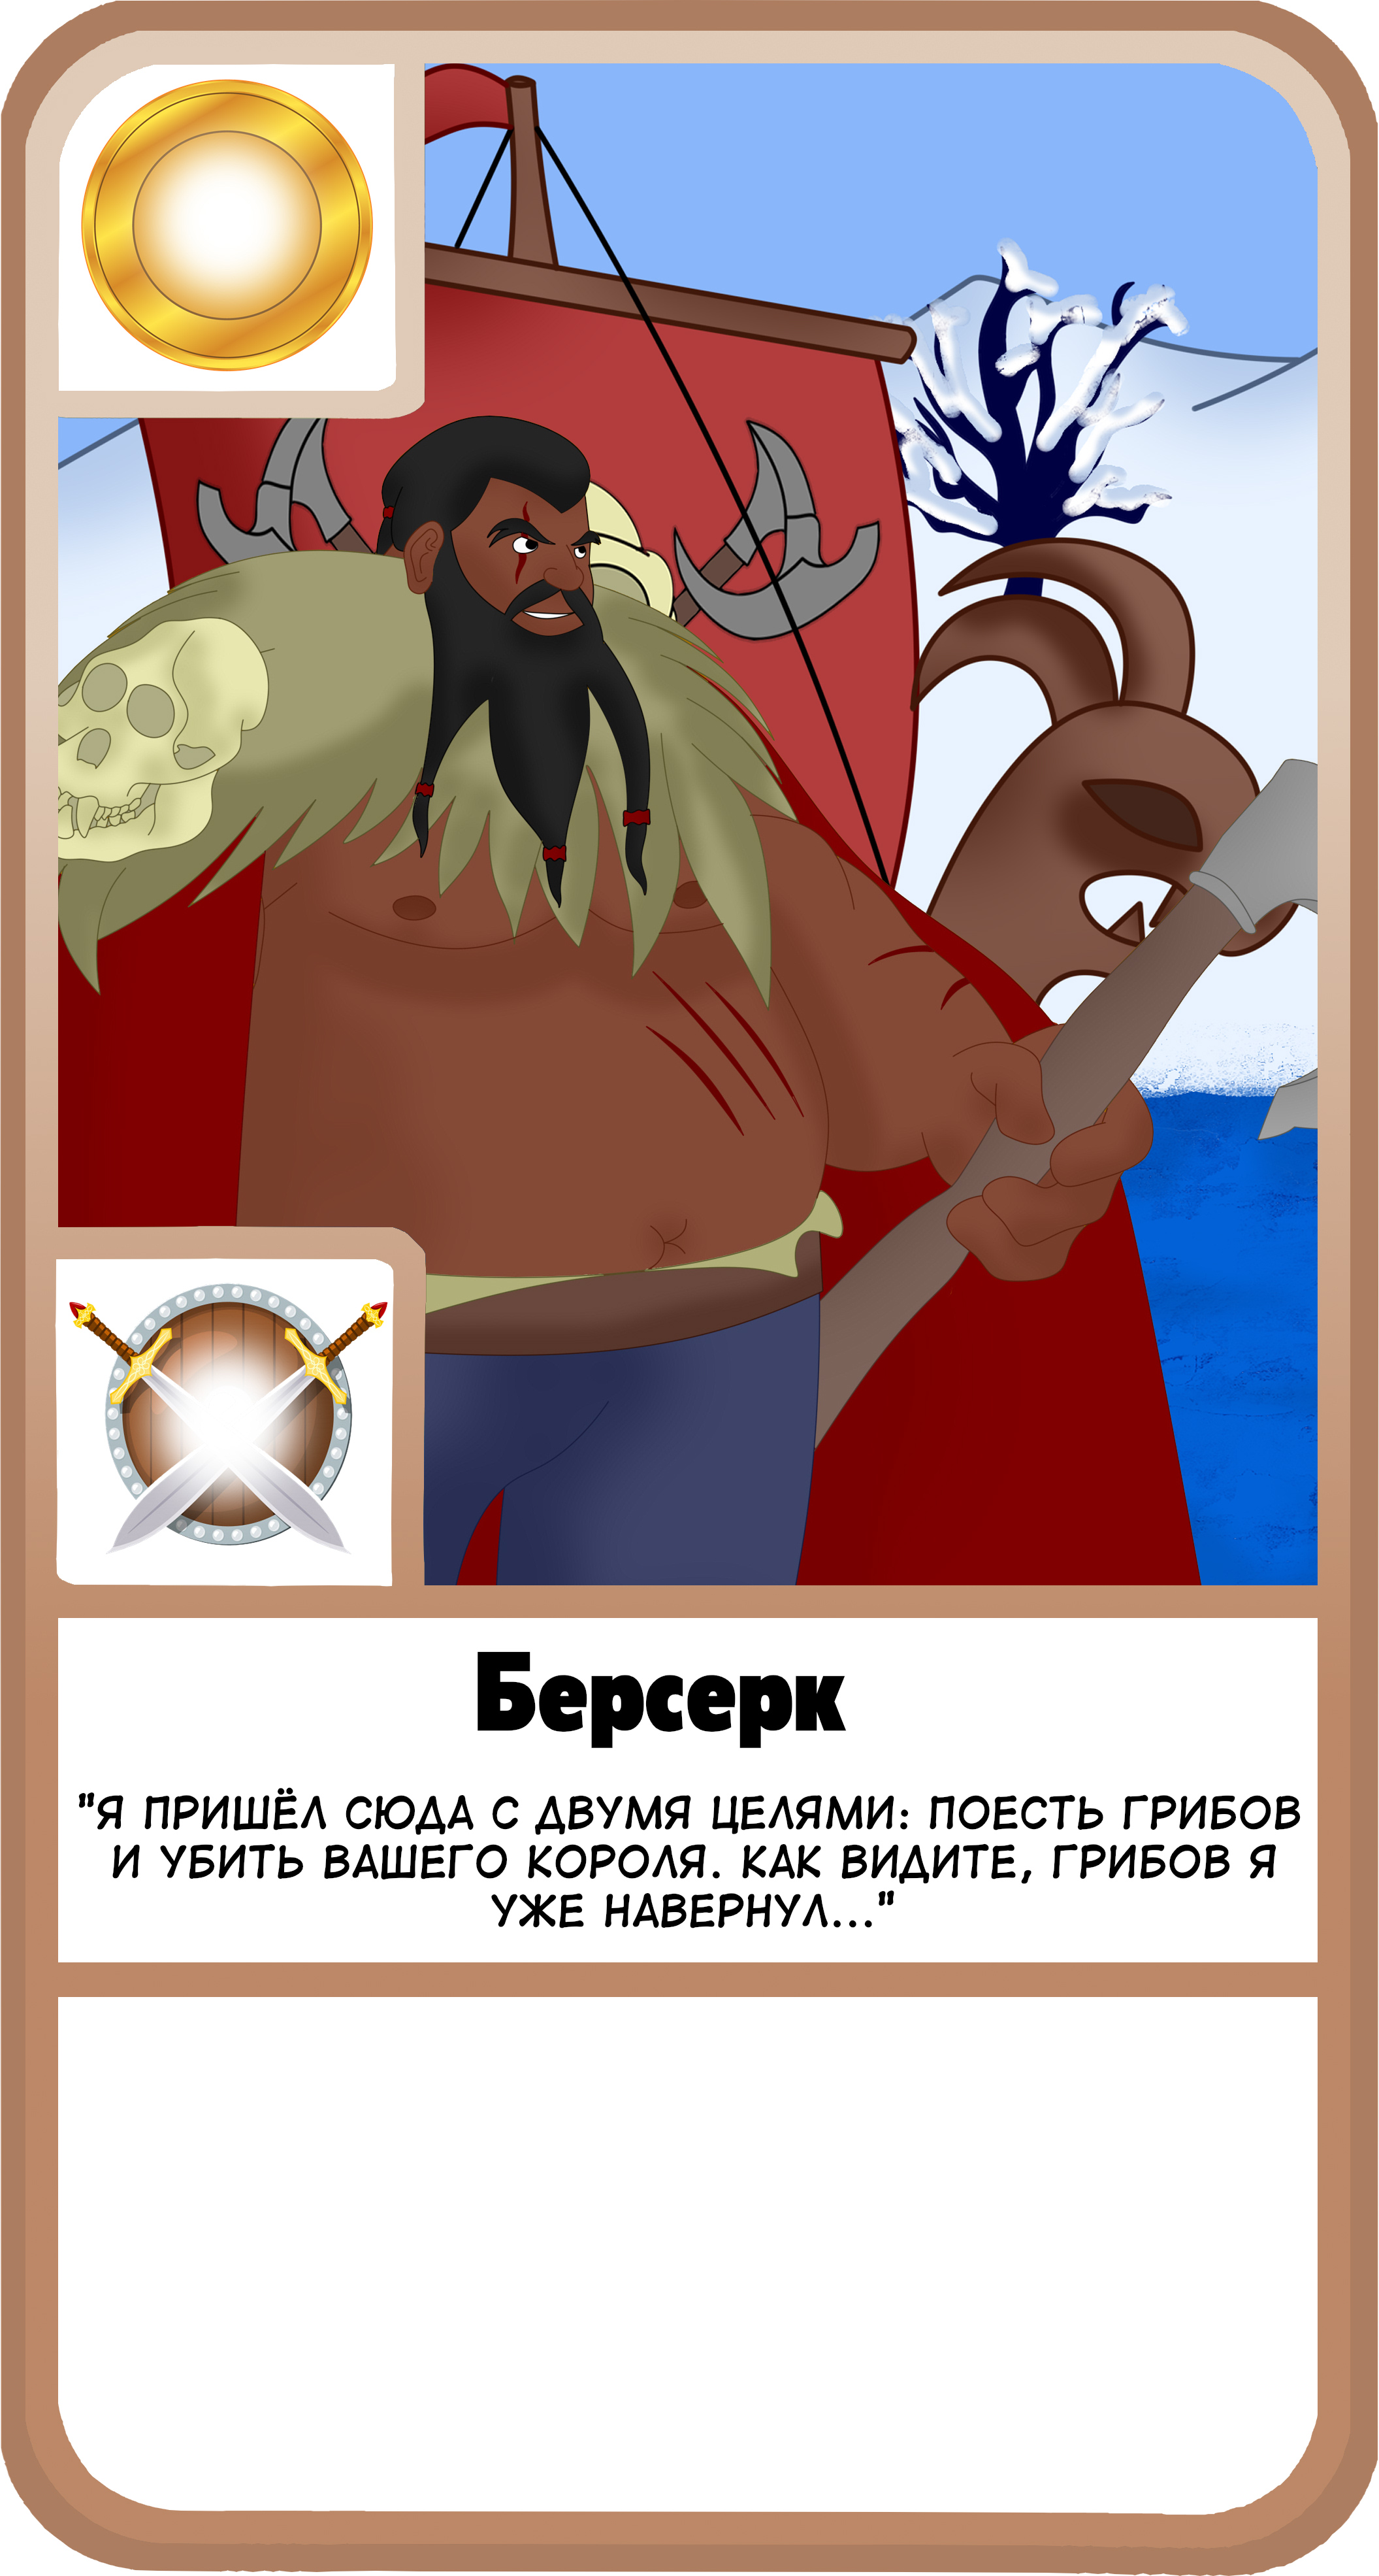 Берсерк
"Я ПРИШЁЛ СЮДА С ДВУМЯ ЦЕЛЯМИ: ПОЕСТЬ ГРИБОВ
И УБИТЬ ВАШЕГО КОРОЛЯ. КАК ВИДИТЕ, ГРИБОВ Я
УЖЕ НАВЕРНУЛ..."